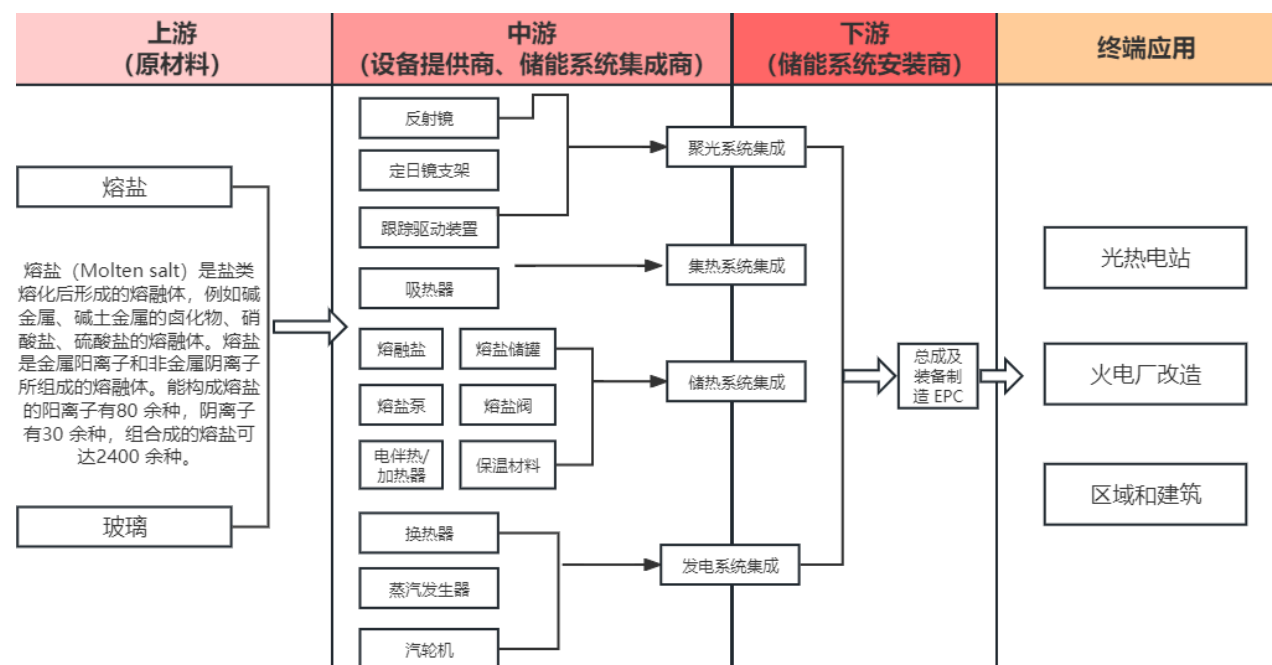 上游
（原材料）
中游
（设备提供商、储能系统集成商）
下游
（储能系统安装商）
终端应用
熔盐
熔盐（Molten salt）是盐类
熔化后形成的熔融体，例如碱
金属、碱土金属的卤化物、硝
酸盐、硫酸盐的熔融体。熔盐
是金属阳离子和非金属阴离子
所组成的熔融体。能构成熔盐
的阳离子有80 余种，阴离子
有30 余种，组合成的熔盐可
达2400 余种。
玻璃
反射镜
定日镜支架
跟踪驱动装置
吸热器
熔融盐
熔盐储罐
熔盐泵
熔盐阀
电伴热/
加热器
保温材料
换热器
蒸汽发生器
汽轮机
聚光系统集成
集热系统集成
储热系统集成
发电系统集成
总成及
装备制
造 EPC
光热电站
火电厂改造
区域和建筑